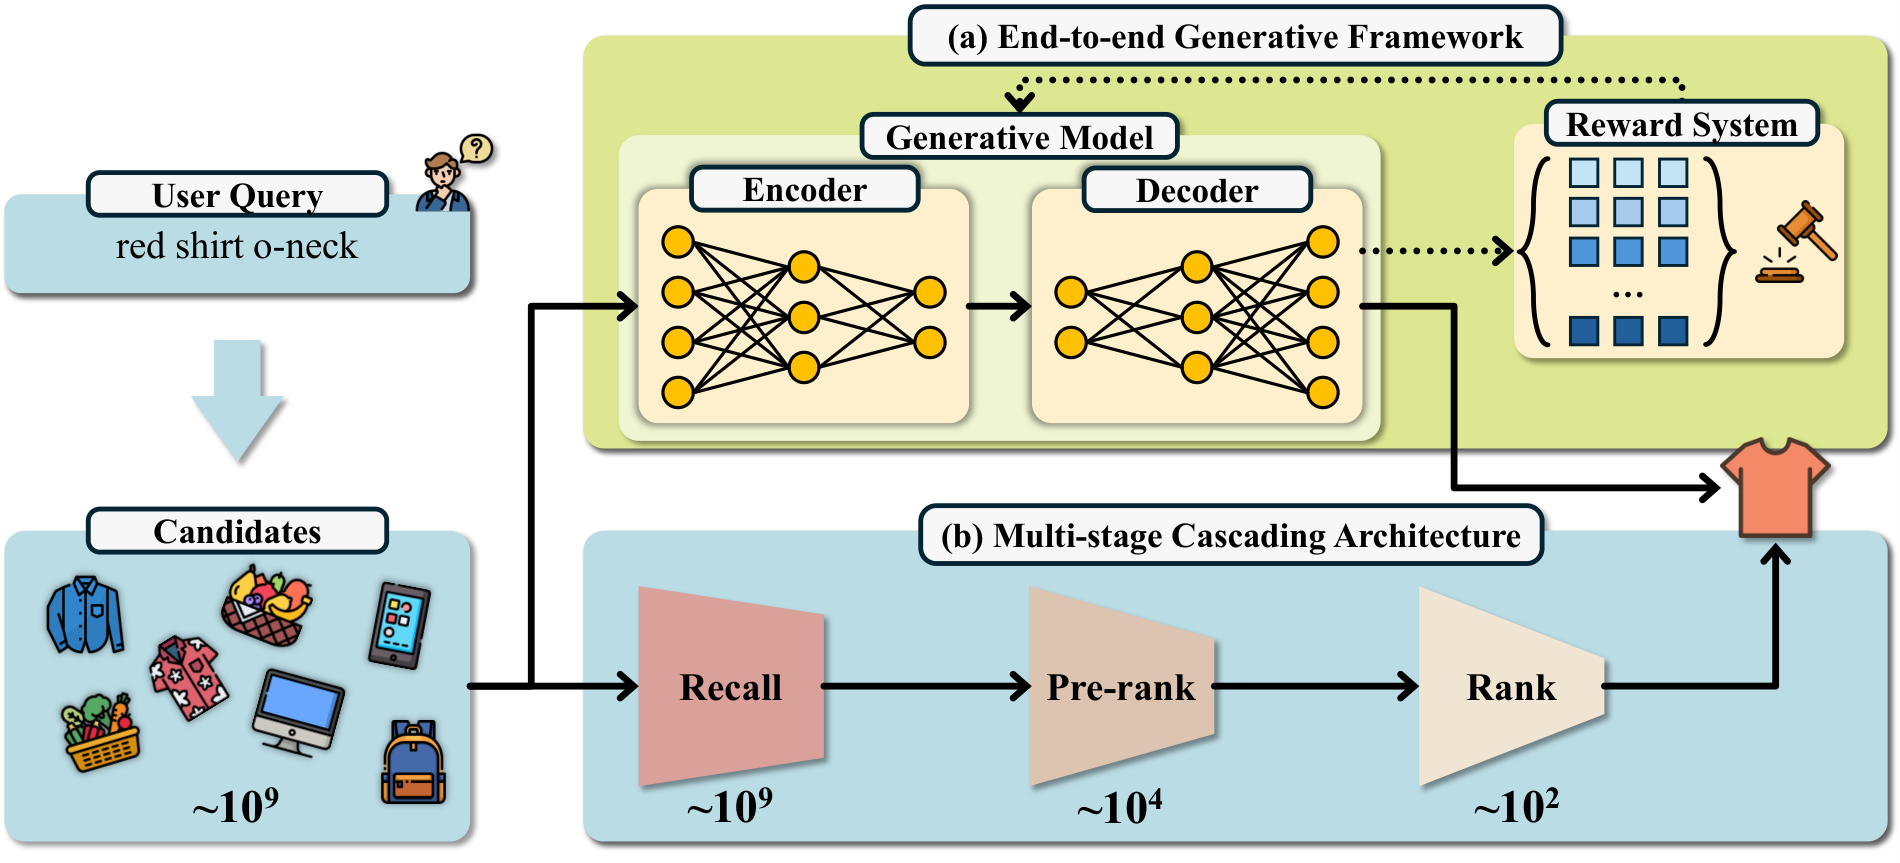 (a) End-to-end Generative Framework
Generative Model
Reward System
Encoder
Decoder
...
?
User Query
red shirt o-neck
Candidates
~10⁹
(b) Multi-stage Cascading Architecture
Recall
Pre-rank
Rank
~10⁹
~10⁴
~10²